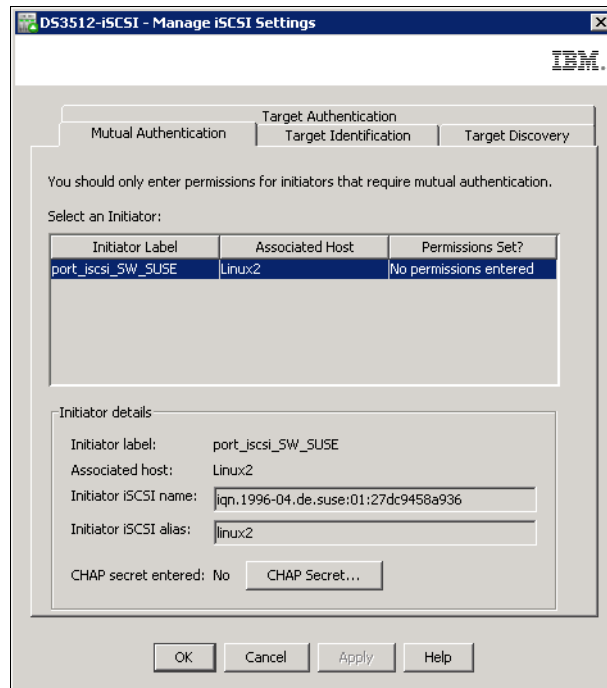 DS3512-iSCSI - Manage iSCSI Settings
IBM.
Target Authentication
Mutual Authentication Target Identification Target Discovery
You should only enter permissions for initiators that require mutual authentication.
Select an Initiator:
Initiator Label Associated Host Permissions Set?
port_iscsi_SW_SUSE Linux2 No permissions entered
Initiator details
Initiator label: port_iscsi_SW_SUSE
Associated host: Linux2
Initiator iSCSI name: iqn.1996-04.de.suse:01:27dc9458a936
Initiator iSCSI alias: linux2
CHAP secret entered: No CHAP Secret...
OK Cancel Apply Help